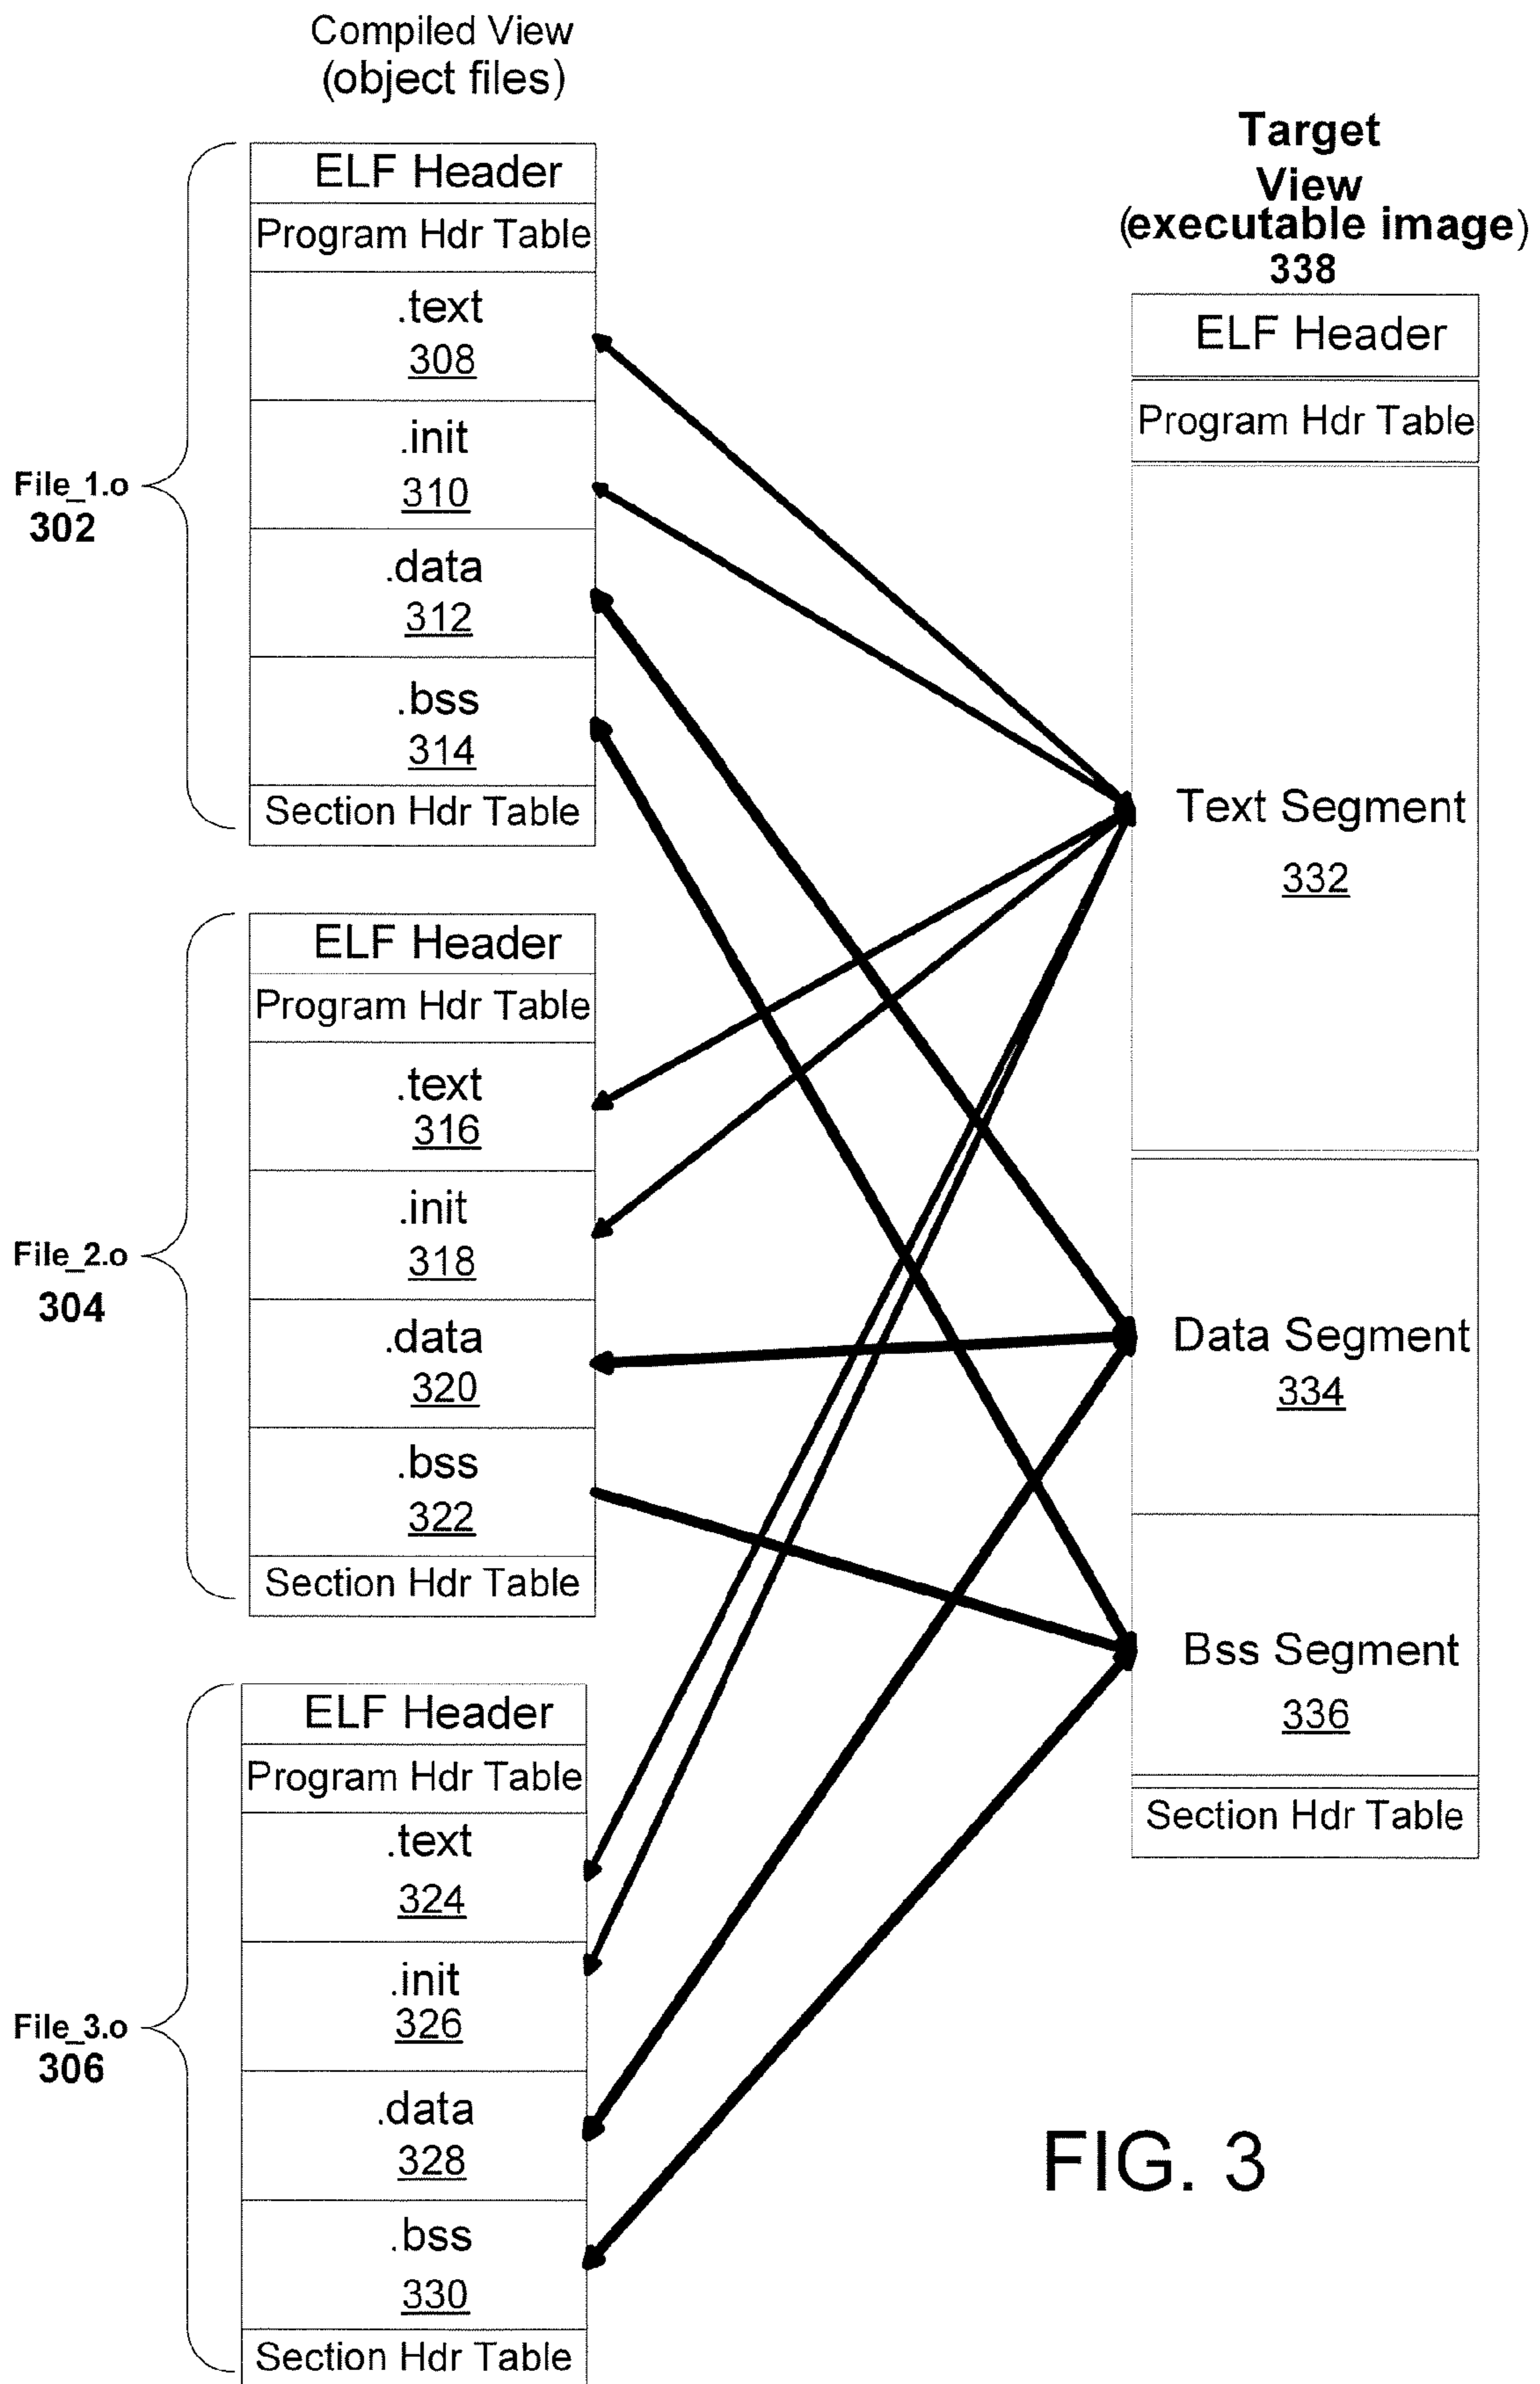 Compiled View
(object files)
ELF Header
Program Hdr Table
.text
308
.init
310
.data
312
.bss
314
Section Hdr Table
File_1.o
302
ELF Header
Program Hdr Table
.text
316
.init
318
.data
320
.bss
322
Section Hdr Table
File_2.o
304
ELF Header
Program Hdr Table
.text
324
.init
326
.data
328
.bss
330
Section Hdr Table
File_3.o
306
Target
View
(executable image)
338
ELF Header
Program Hdr Table
Text Segment
332
Data Segment
334
Bss Segment
336
Section Hdr Table
FIG. 3